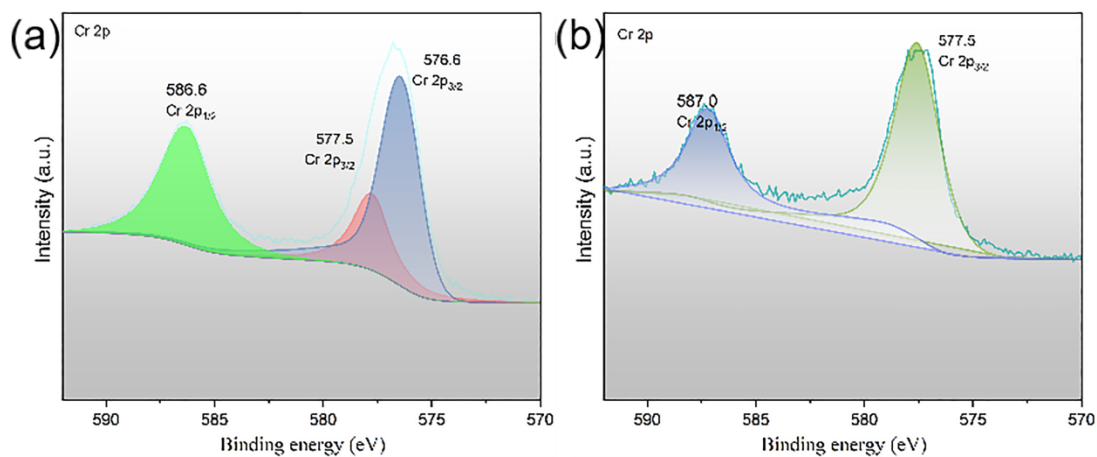 (a)
Cr 2p
586.6
Cr 2p1/2
577.5
Cr 2p3/2
576.6
Cr 2p3/2
Intensity (a.u.)
590 585 580 575 570
Binding energy (eV)
(b)
Cr 2p
587.0
Cr 2p1/2
577.5
Cr 2p3/2
Intensity (a.u.)
590 585 580 575 570
Binding energy (eV)